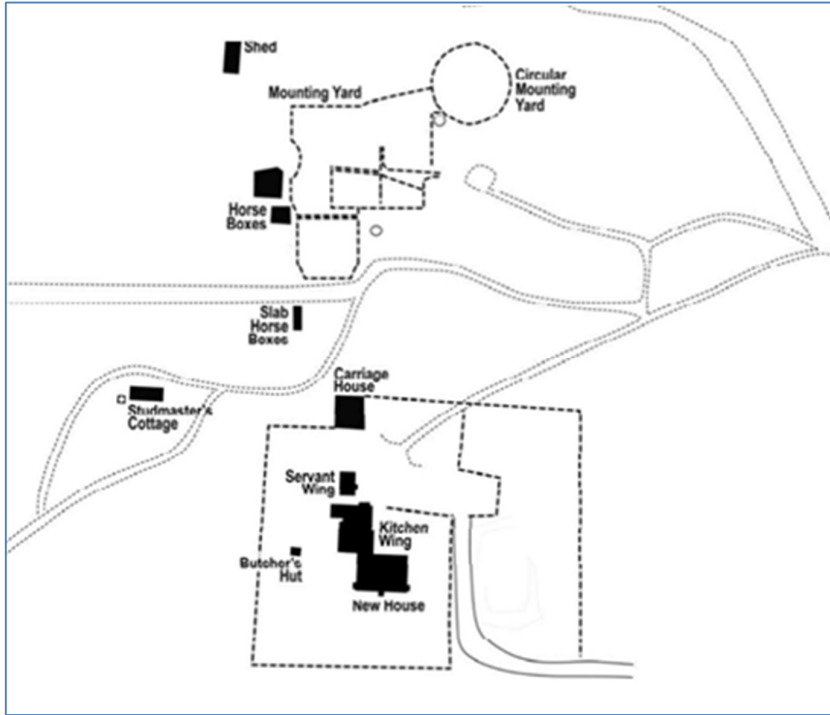 Shed
Circular
Mounting
Yard
Mounting Yard
Horse
Boxes
Slab
Horse
Boxes
Carriage
House
Studmaster's
Cottage
Servant
Wing
Kitchen
Wing
Butcher's
Hut
New House